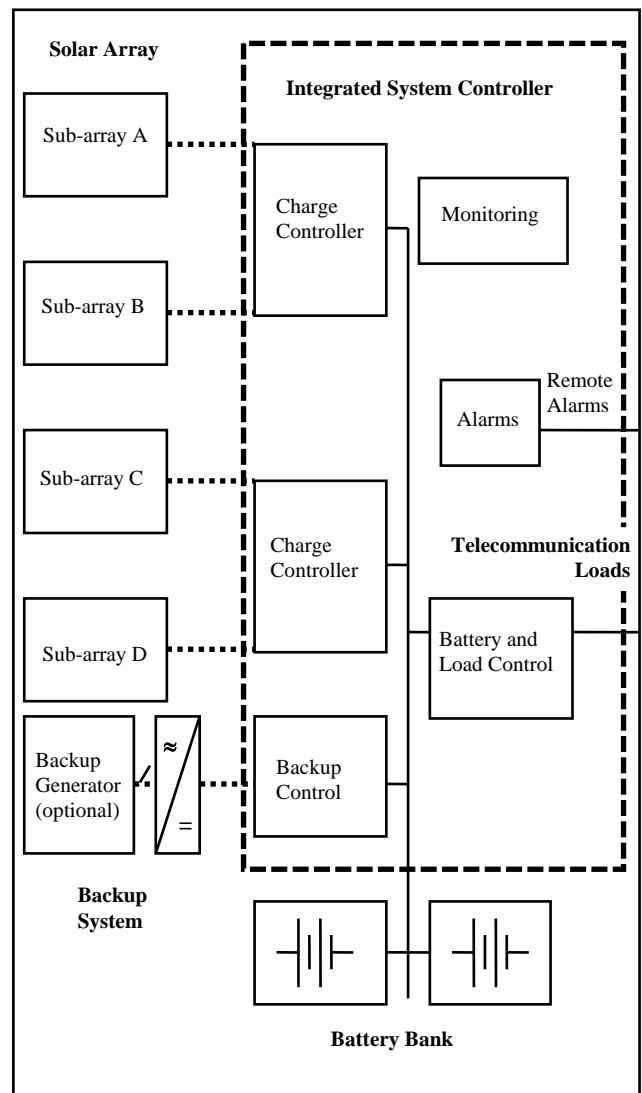 Solar Array
Integrated System Controller
Sub-array A
Charge
Controller
Monitoring
Sub-array B
Remote
Alarms
Alarms
Sub-array C
Charge
Controller
Telecommunication
Loads
Sub-array D
Battery and
Load Control
Backup
Generator
(optional)
≈
=
Backup
Control
Backup
System
Battery Bank